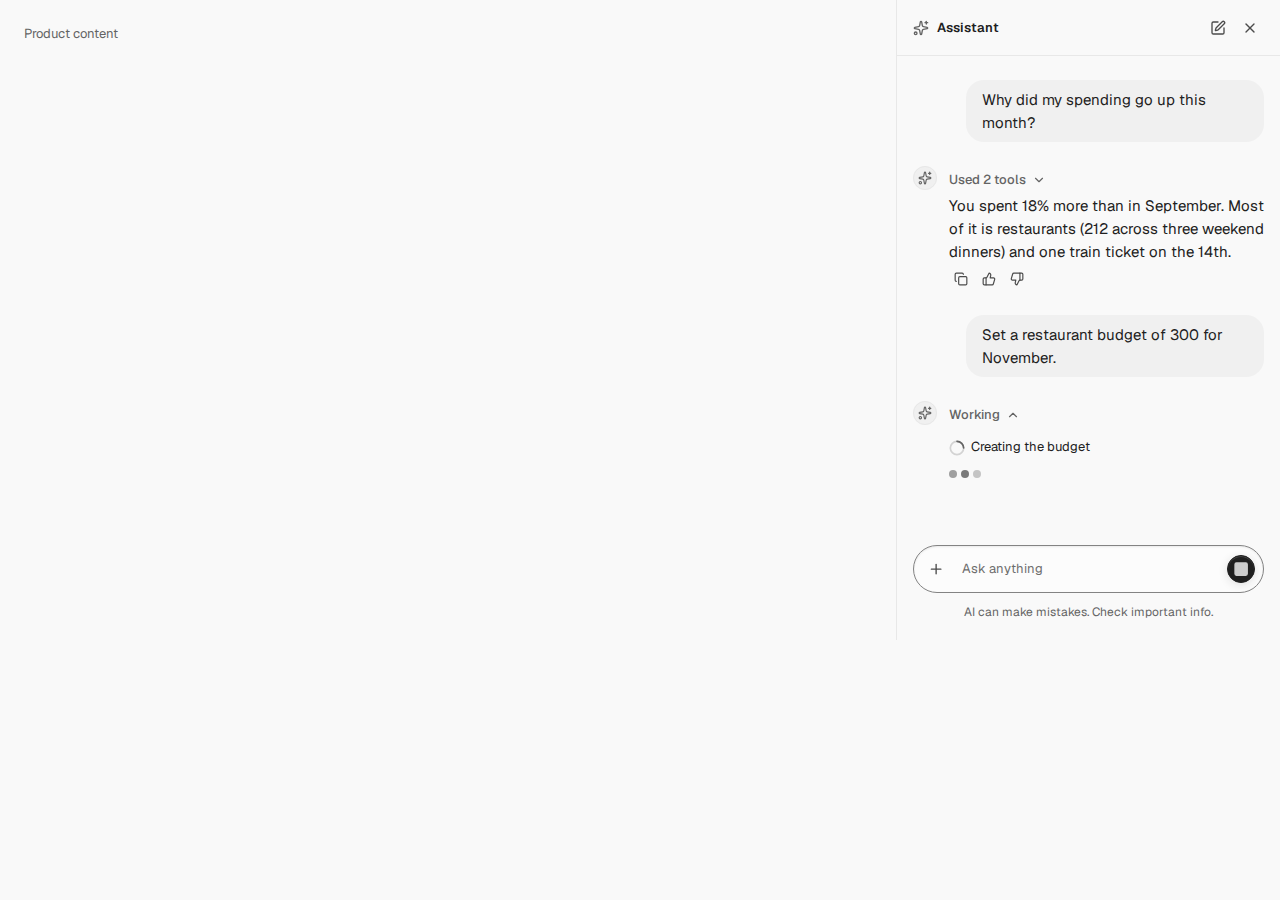 Product content
Assistant
Why did my spending go up this
month?
Used 2 tools
You spent 18% more than in September. Most
of it is restaurants (212 across three weekend
dinners) and one train ticket on the 14th.
Set a restaurant budget of 300 for
November.
Working
Creating the budget
Ask anything
AI can make mistakes. Check important info.